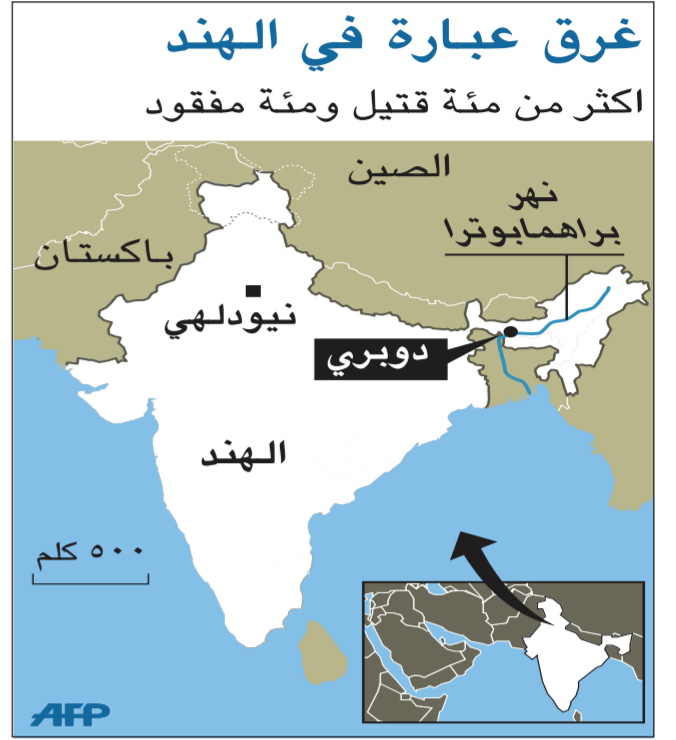 غرق عبارة في الهند
اكثر من مئة قتيل ومئة مفقود
الصين
نهر
براهمابوترا
باكستان
نيودلهي
دوبري
الهند
٥٠٠ كلم
AFP